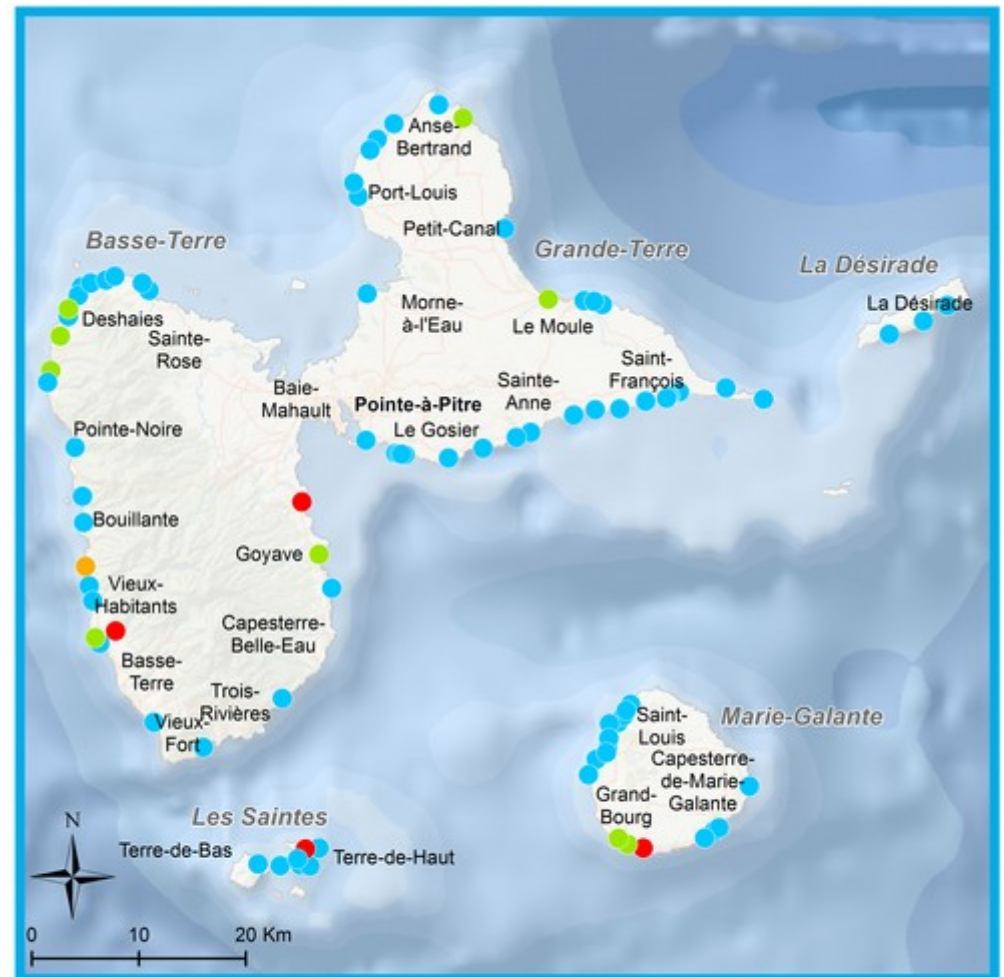 Anse-
Bertrand
Port-Louis
Petit-Canal
Basse-Terre
Grande-Terre
La Désirade
La Désirade
Morne-
à-l'Eau
Deshaies
Le Moule
Sainte-
Rose
Saint-
François
Baie-
Mahault
Sainte-
Anne
Pointe-à-Pitre
Le Gosier
Pointe-Noire
Bouillante
Goyave
Vieux-
Habitants
Capesterre-
Belle-Eau
Basse-
Terre
Trois-
Rivières
Vieux-
Fort
Marie-Galante
Saint-
Louis
Capesterre-
de-Marie-
Galante
Grand-
Bourg
Les Saintes
Terre-de-Bas
Terre-de-Haut
N
0 10 20 Km